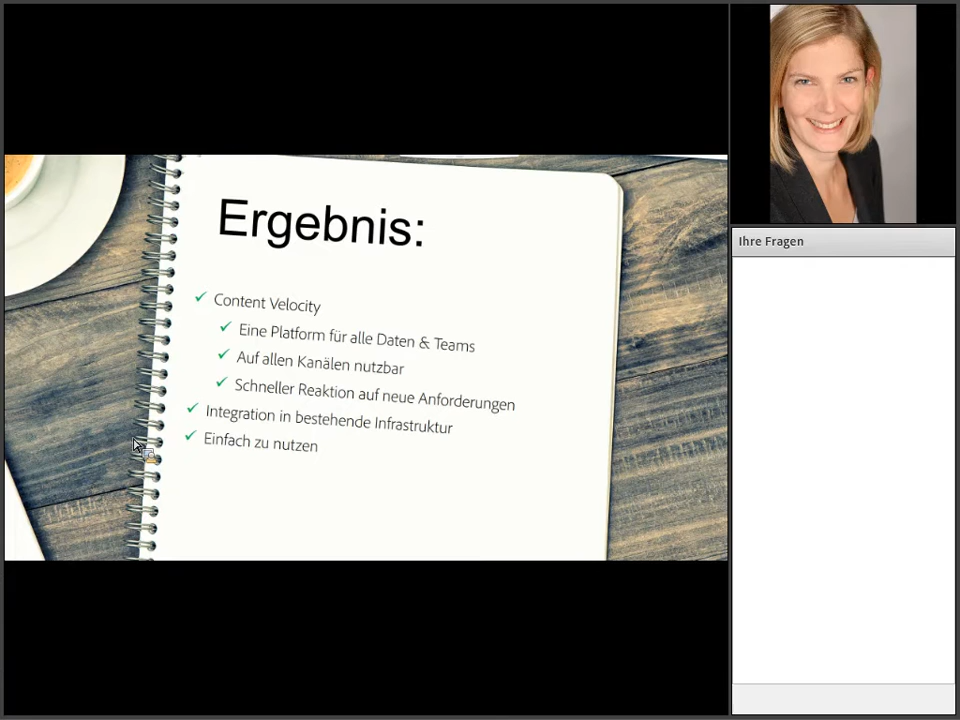 Ergebnis:
Content Velocity
Eine Platform für alle Daten & Teams
Auf allen Kanälen nutzbar
Schneller Reaktion auf neue Anforderungen
Integration in bestehende Infrastruktur
Einfach zu nutzen
Ihre Fragen